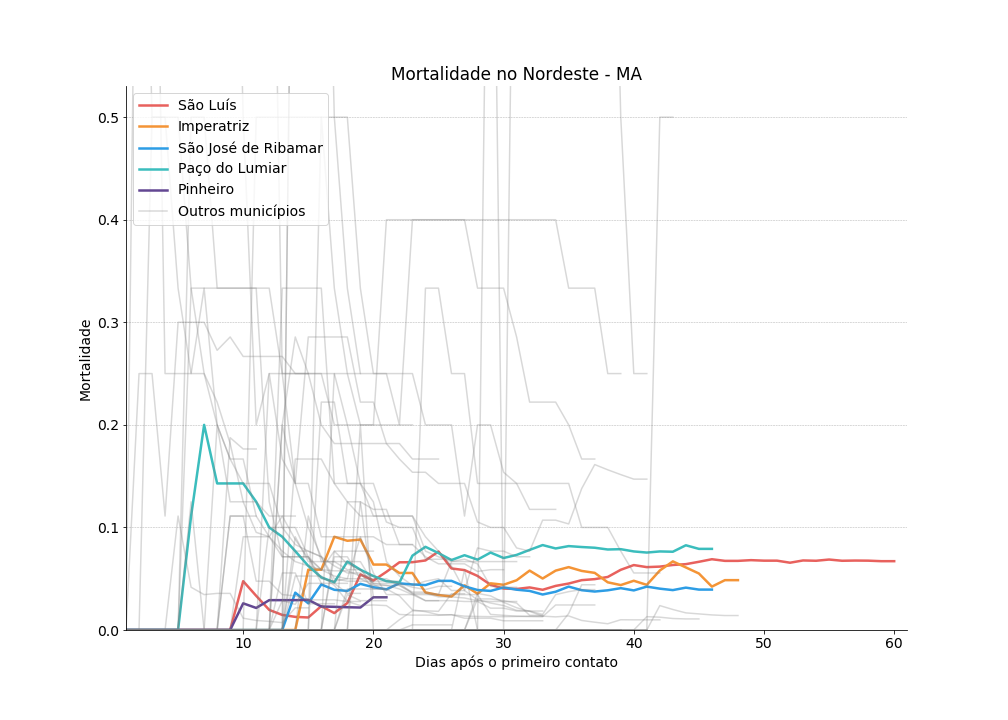 Mortalidade no Nordeste - MA
São Luís
Imperatriz
São José de Ribamar
Paço do Lumiar
Pinheiro
Outros municípios
Mortalidade
0.5
0.4
0.3
0.2
0.1
0.0
10
20
30
40
50
60
Dias após o primeiro contato